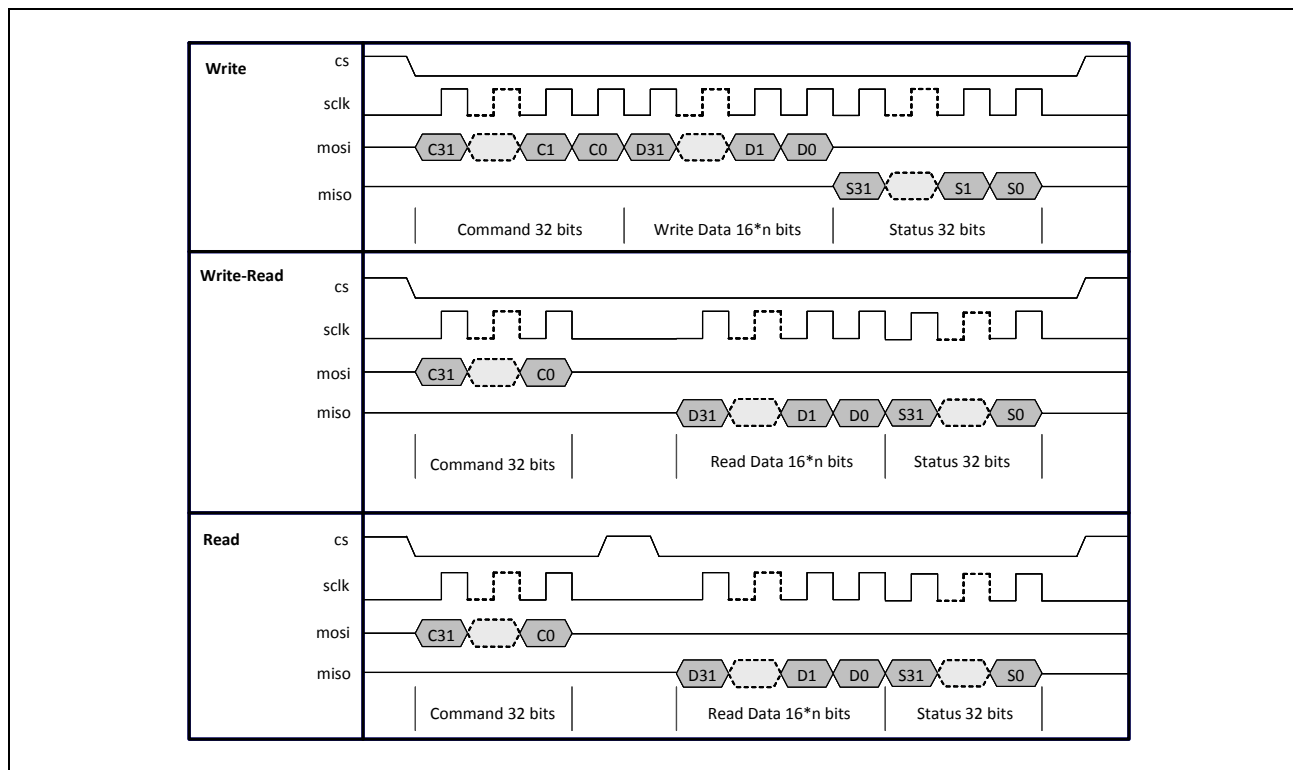 Write
cs
sclk
mosi C31 C1 C0 D31 D1 D0
miso S31 S1 S0
Command 32 bits Write Data 16*n bits Status 32 bits
Write-Read
cs
sclk
mosi C31 C0
miso D31 D1 D0 S31 S0
Command 32 bits Read Data 16*n bits Status 32 bits
Read cs
sclk
mosi C31 C0
miso D31 D1 D0 S31 S0
Command 32 bits Read Data 16*n bits Status 32 bits